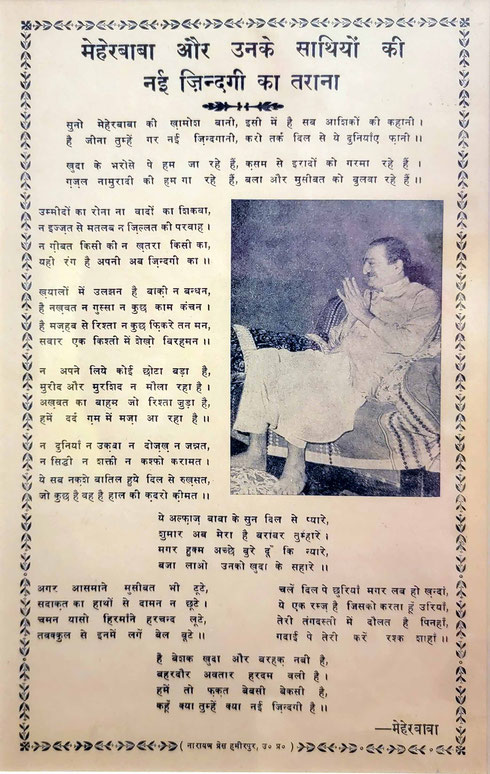 मेहेरबाबा और उनके साथियों की
नई ज़िन्दगी का तराना
सुनो मेहेरबाबा की ख़ामोश बानी, इसी में है सब आशिकों की कहानी ।
है जीना तुम्हें गर नई ज़िन्दगानी, करो तर्क दिल से ये दुनियाए फ़ानी ।।
ख़ुदा के भरोसे पे हम जा रहे हैं, क़सम से इरादों को गरमा रहे हैं ।
ग़ज़ल नामुरादी की हम गा रहे हैं, बला और मुसीबत को बुलवा रहे हैं ।।
उम्मीदों का रोना ना वादों का शिकवा,
न इज़्ज़त से मतलब न ज़िल्लत की परवाह ।
न ग़ीबत किसी की न ख़तरा किसी का,
यही रंग है अपनी अब ज़िन्दगी का ।।
ख़यालों में उलझन है बाक़ी न बन्धन,
है नख़वत न गुस्सा न कुछ काम कंचन ।
है मज़हब से रिश्ता न कुछ फ़िकरे तन मन,
सवार एक किश्ती में शेख़ो बिरहमन ।।
न अपने लिये कोई छोटा बड़ा है,
मुरीद और मुरशिद न मौला रहा है ।
अख़वत का बाहम जो रिश्ता जुड़ा है,
हमें दर्द ग़म में मज़ा आ रहा है ।।
न दुनियाँ न उक़बा न दोज़ख़ न जन्नत,
न सिद्धी न शक्ती न कश्फ़ो करामत ।
ये सब नक़्शे बातिल हुये दिल से रुख़सत,
जो कुछ है वह है हाल की क़दरो क़ीमत ।।
ये अल्फ़ाज़ बाबा के सुन दिल से प्यारे,
शुमार अब मेरा है बराबर तुम्हारे ।
मगर हुक्म अच्छे बुरे दूँ कि न्यारे,
बजा लाओ उनको ख़ुदा के सहारे ।।
अगर आसमाने मुसीबत भी टूटे,
सदाक़त का हाथों से दामन न छूटे ।
चमन यासो हिरमाँने हरचन्द लूटे,
तवक्कुल से इनमें लगें बेल बूटे ।।
चलें दिल पे छुरियाँ मगर लब हो ख़न्दां,
ये एक रम्ज़ है जिसको करता हूँ उरियाँ,
तेरी तंगदस्ती में दौलत है पिनहाँ,
गदाई पे तेरी करें रश्क शाहाँ ।।
है बेशक ख़ुदा और बरहक़ नबी है,
बहरदौर अवतार हरदम वली है ।
हमें तो फ़क़त बेबसी बेकसी है,
कहूँ क्या तुम्हें क्या नई ज़िन्दगी है ।।
—मेहेरबाबा
( नारायण प्रेस हमीरपुर, उ० प्र० )